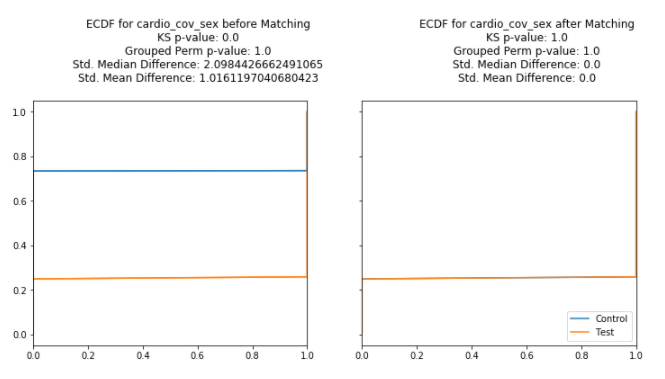 ECDF for cardio_cov_sex before Matching
KS p-value: 0.0
Grouped Perm p-value: 1.0
Std. Median Difference: 2.0984426662491065
Std. Mean Difference: 1.0161197040680423
ECDF for cardio_cov_sex after Matching
KS p-value: 1.0
Grouped Perm p-value: 1.0
Std. Median Difference: 0.0
Std. Mean Difference: 0.0
1.0
0.8
0.6
0.4
0.2
0.0
0.0 0.2 0.4 0.6 0.8 1.0
Control
Test
0.0 0.2 0.4 0.6 0.8 1.0